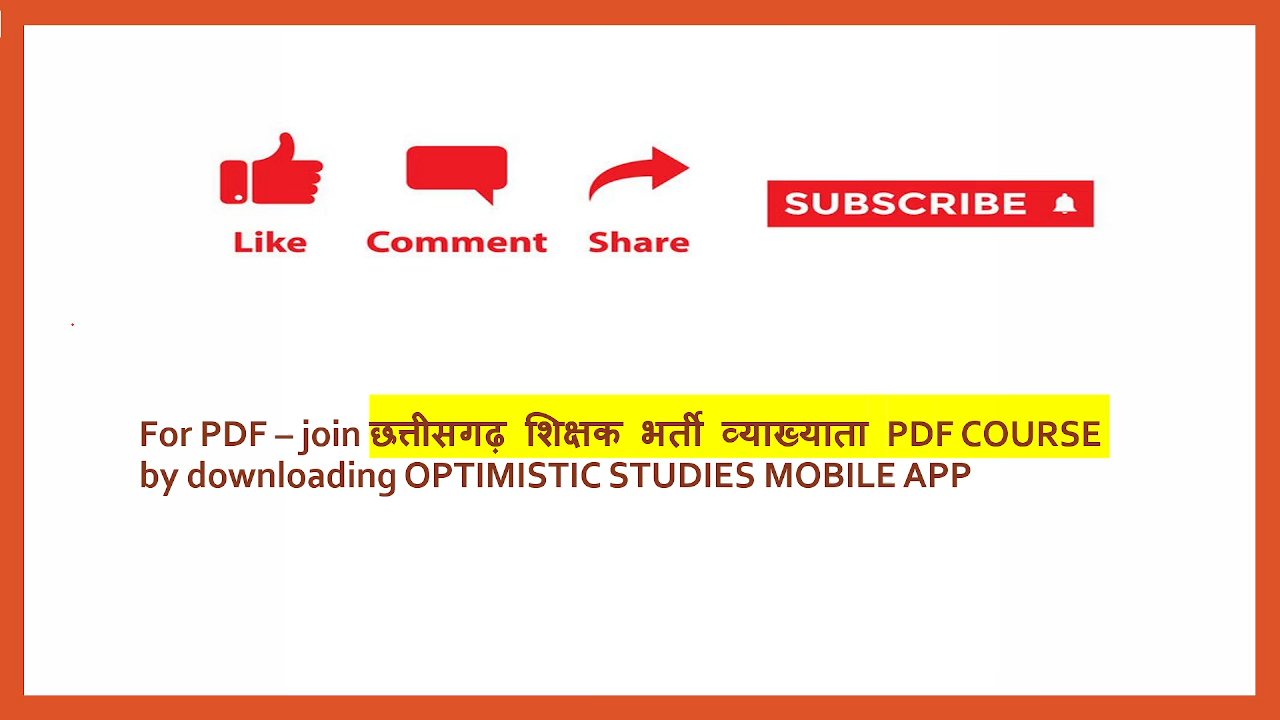 Like Comment Share SUBSCRIBE
For PDF – join छत्तीसगढ़ शिक्षक भर्ती व्याख्याता PDF COURSE
by downloading OPTIMISTIC STUDIES MOBILE APP